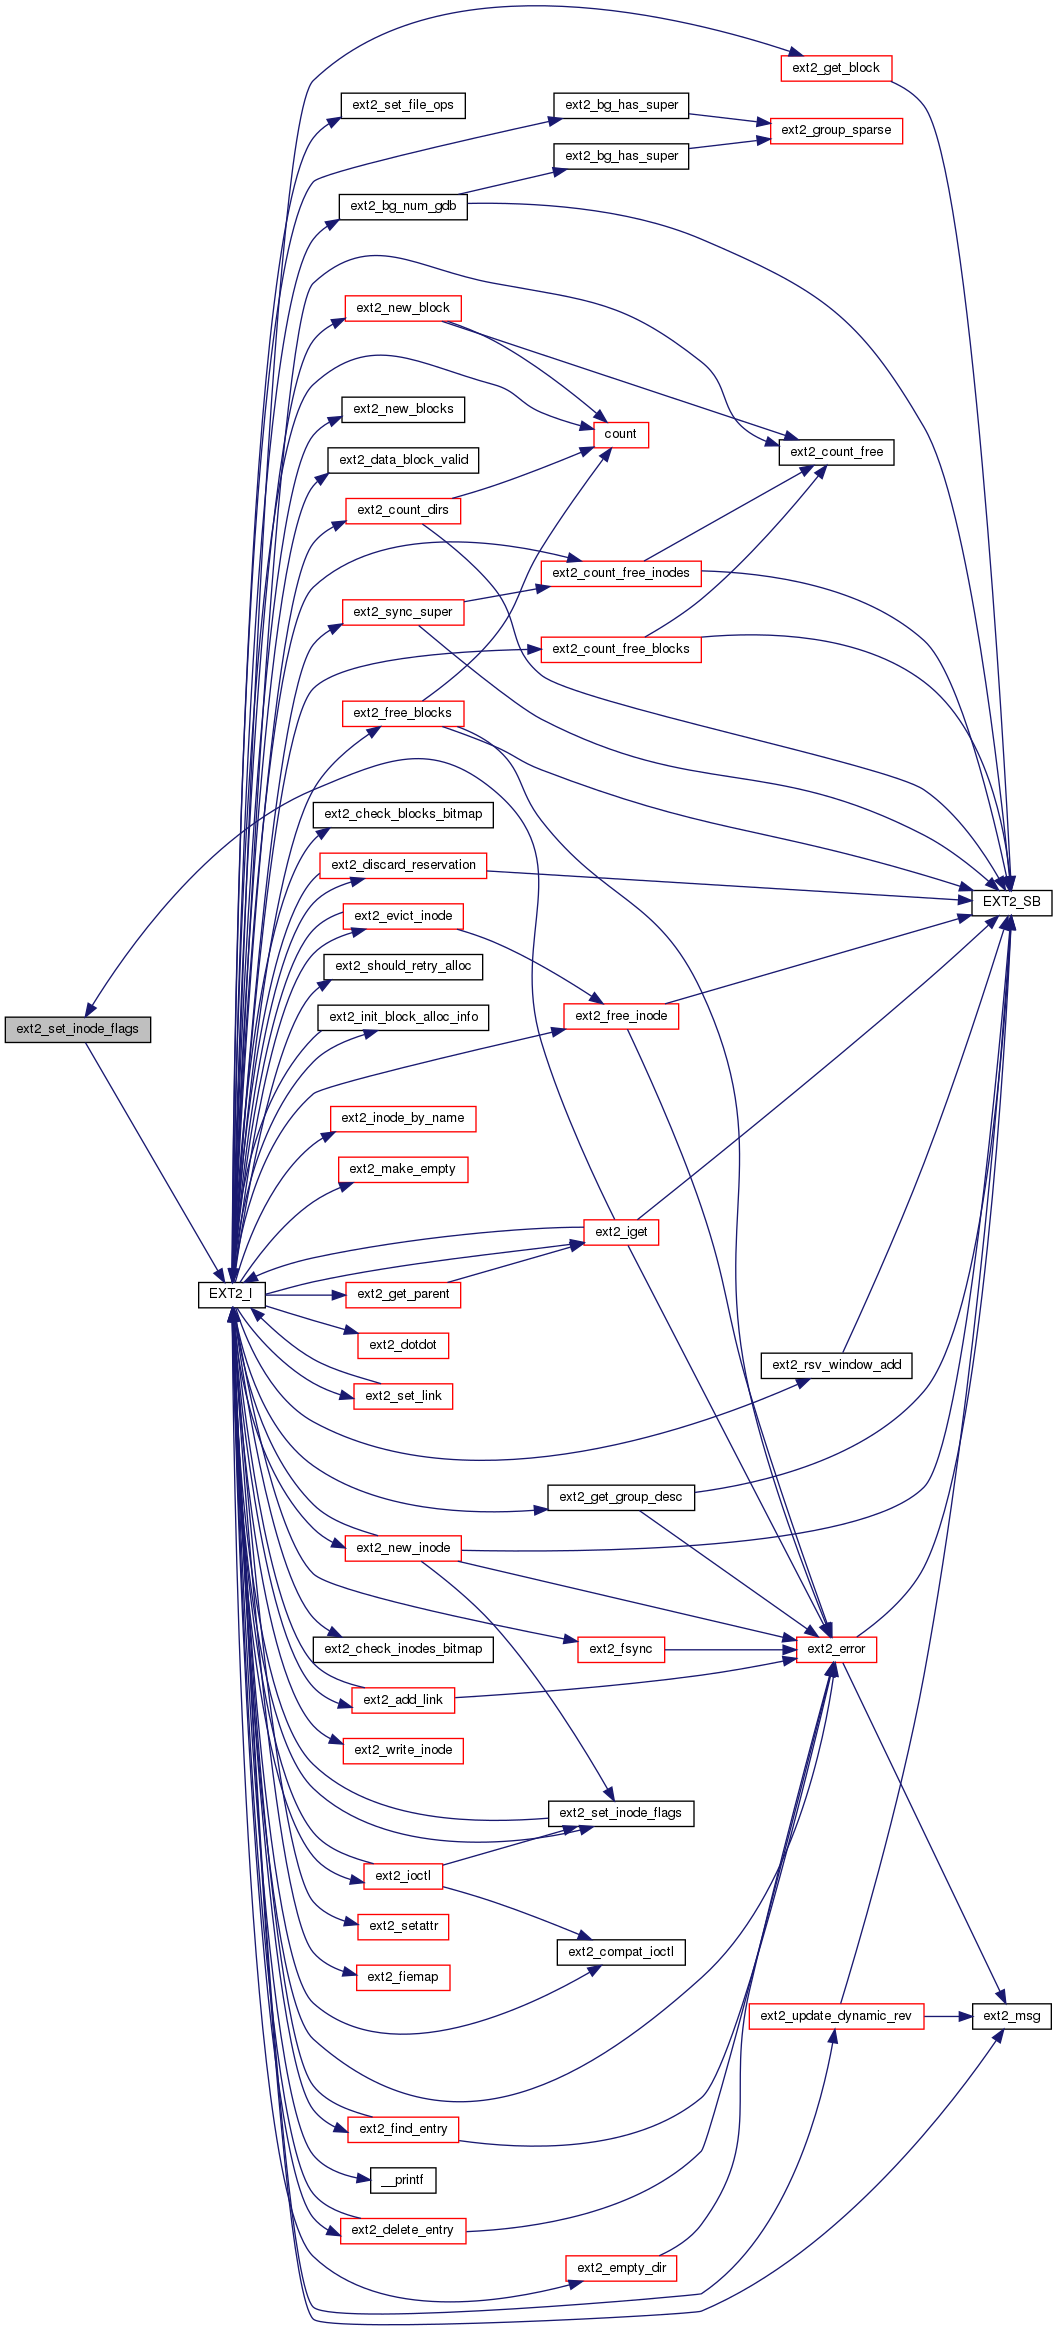 ext2_get_block
ext2_set_file_ops
ext2_bg_has_super
ext2_group_sparse
ext2_bg_has_super
ext2_bg_num_gdb
ext2_new_block
ext2_new_blocks
count
ext2_count_free
ext2_data_block_valid
ext2_count_dirs
ext2_count_free_inodes
ext2_sync_super
ext2_count_free_blocks
ext2_free_blocks
ext2_check_blocks_bitmap
ext2_discard_reservation
EXT2_SB
ext2_evict_inode
ext2_should_retry_alloc
ext2_init_block_alloc_info
ext2_free_inode
ext2_set_inode_flags
ext2_inode_by_name
ext2_make_empty
ext2_iget
EXT2_I
ext2_get_parent
ext2_dotdot
ext2_rsv_window_add
ext2_set_link
ext2_get_group_desc
ext2_new_inode
ext2_check_inodes_bitmap
ext2_fsync
ext2_error
ext2_add_link
ext2_write_inode
ext2_set_inode_flags
ext2_ioctl
ext2_setattr
ext2_compat_ioctl
ext2_fiemap
ext2_update_dynamic_rev
ext2_msg
ext2_find_entry
__printf
ext2_delete_entry
ext2_empty_dir